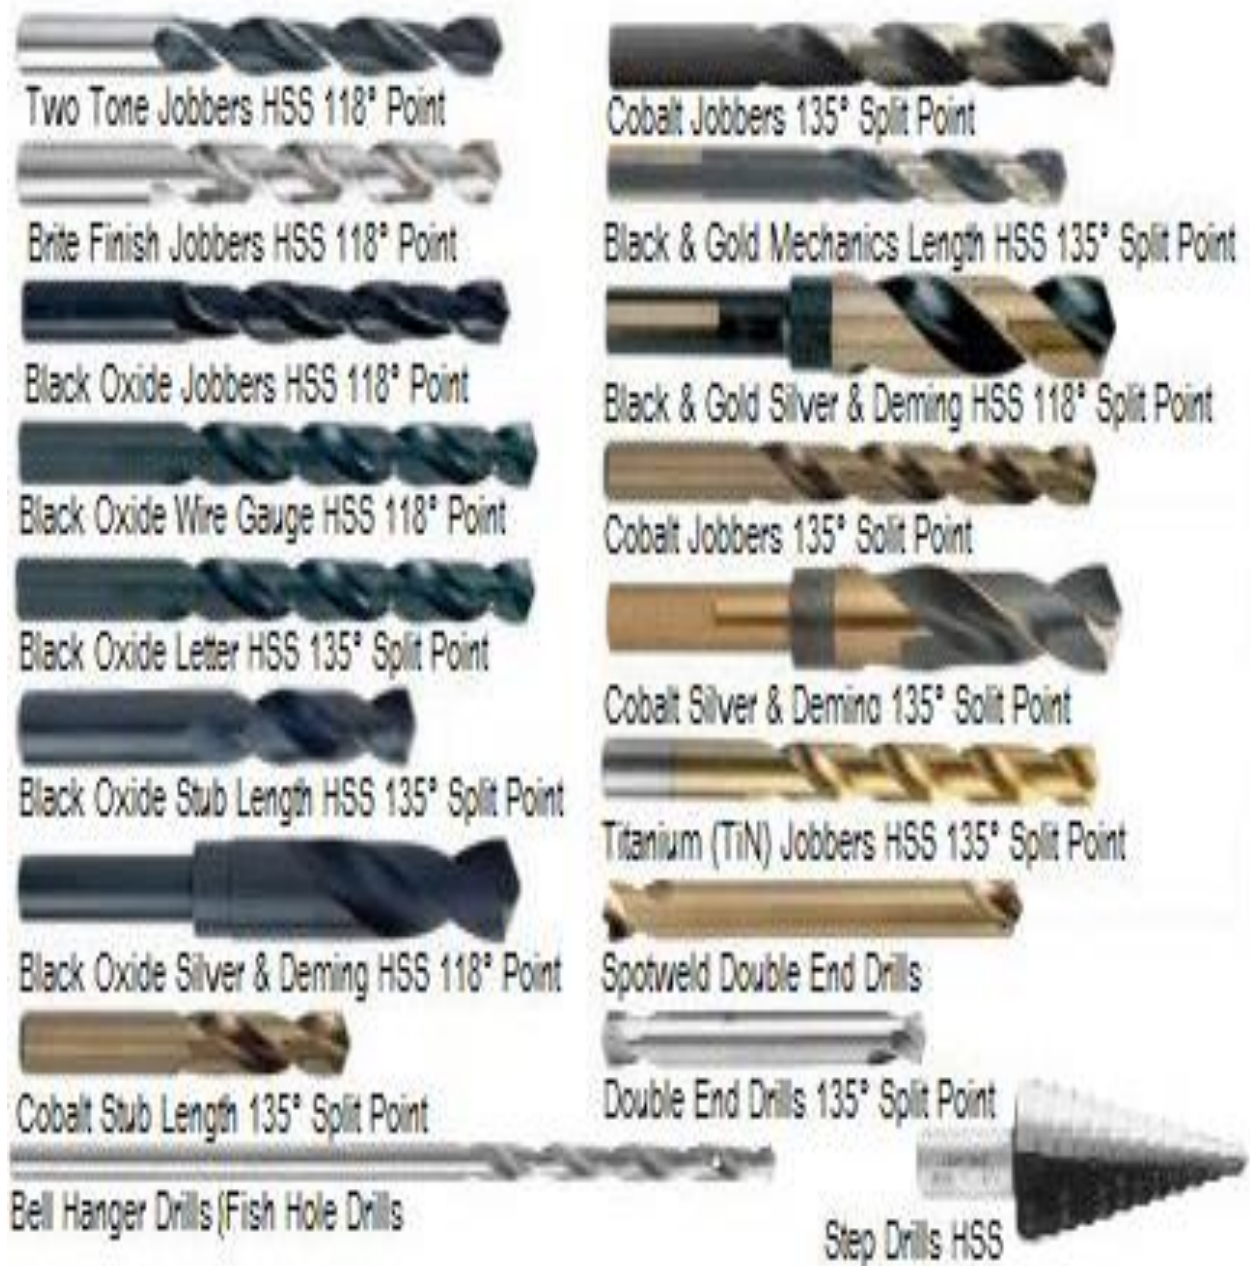 Two Tone Jobbers HSS 118° Point
Brite Finish Jobbers HSS 118° Point
Black Oxide Jobbers HSS 118° Point
Black Oxide Wire Gauge HSS 118° Point
Black Oxide Letter HSS 135° Split Point
Black Oxide Stub Length HSS 135° Split Point
Black Oxide Silver & Deming HSS 118° Point
Cobalt Stub Length 135° Split Point
Bell Hanger Drills (Fish Hole Drills
Cobalt Jobbers 135° Split Point
Black & Gold Mechanics Length HSS 135° Split Point
Black & Gold Silver & Deming HSS 118° Split Point
Cobalt Jobbers 135° Split Point
Cobalt Silver & Deming 135° Split Point
Titanium (TiN) Jobbers HSS 135° Split Point
Spotweld Double End Drills
Double End Drills 135° Split Point
Step Drills HSS